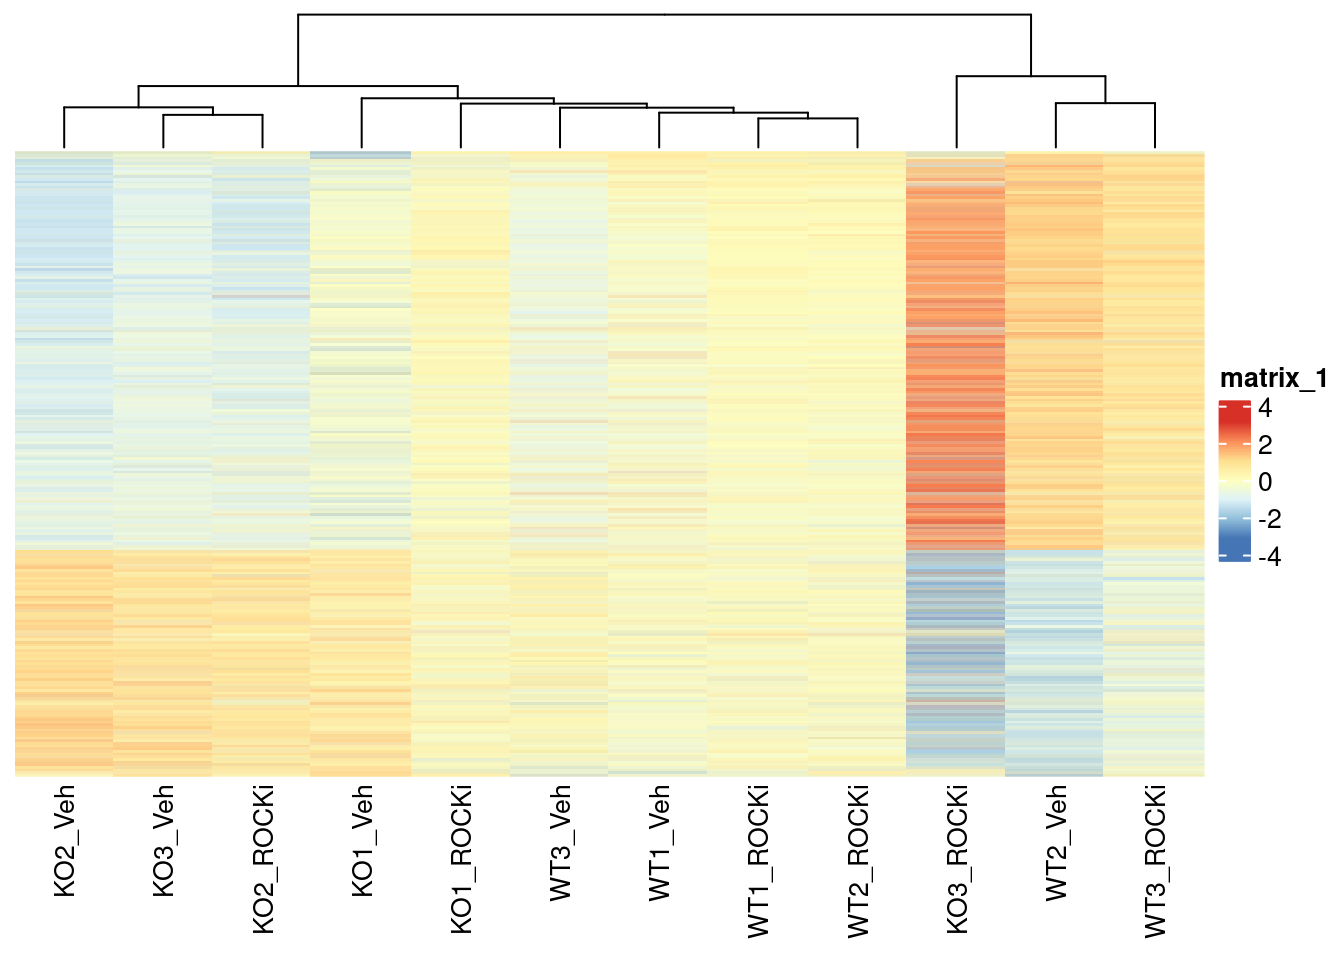 matrix_1
4
2
0
-2
-4
KO2_Veh
KO3_Veh
KO2_ROCKi
KO1_Veh
KO1_ROCKi
WT3_Veh
WT1_Veh
WT1_ROCKi
WT2_ROCKi
KO3_ROCKi
WT2_Veh
WT3_ROCKi